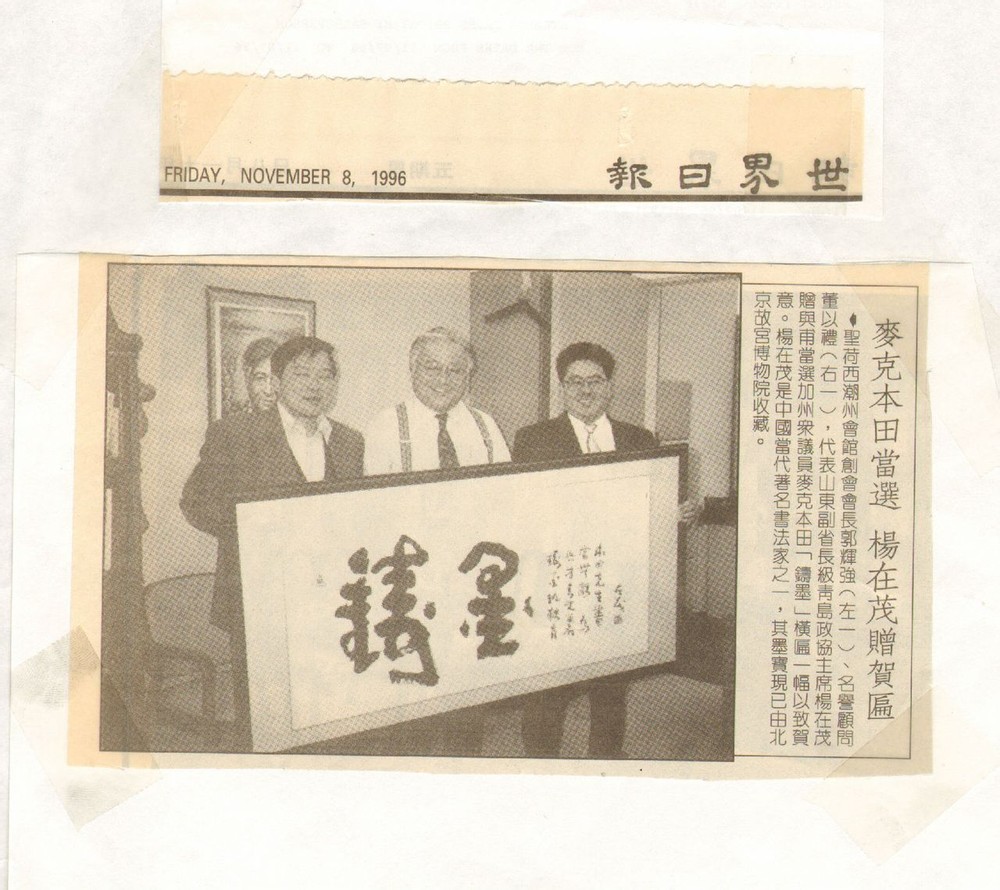 FRIDAY, NOVEMBER 8, 1996
世界日報
麥克本田當選 楊在茂贈賀匾
聖荷西潮州會館創會會長郭輝強（左一）、名譽顧問
董以禮（右一），代表山東副省長級青島政協主席楊在茂
贈與甫當選加州眾議員麥克本田「鑄墨」橫匾一幅以致賀
意。楊在茂是中國當代著名書法家之一，其墨寶現已由北
京故宮博物院收藏。
鑄墨